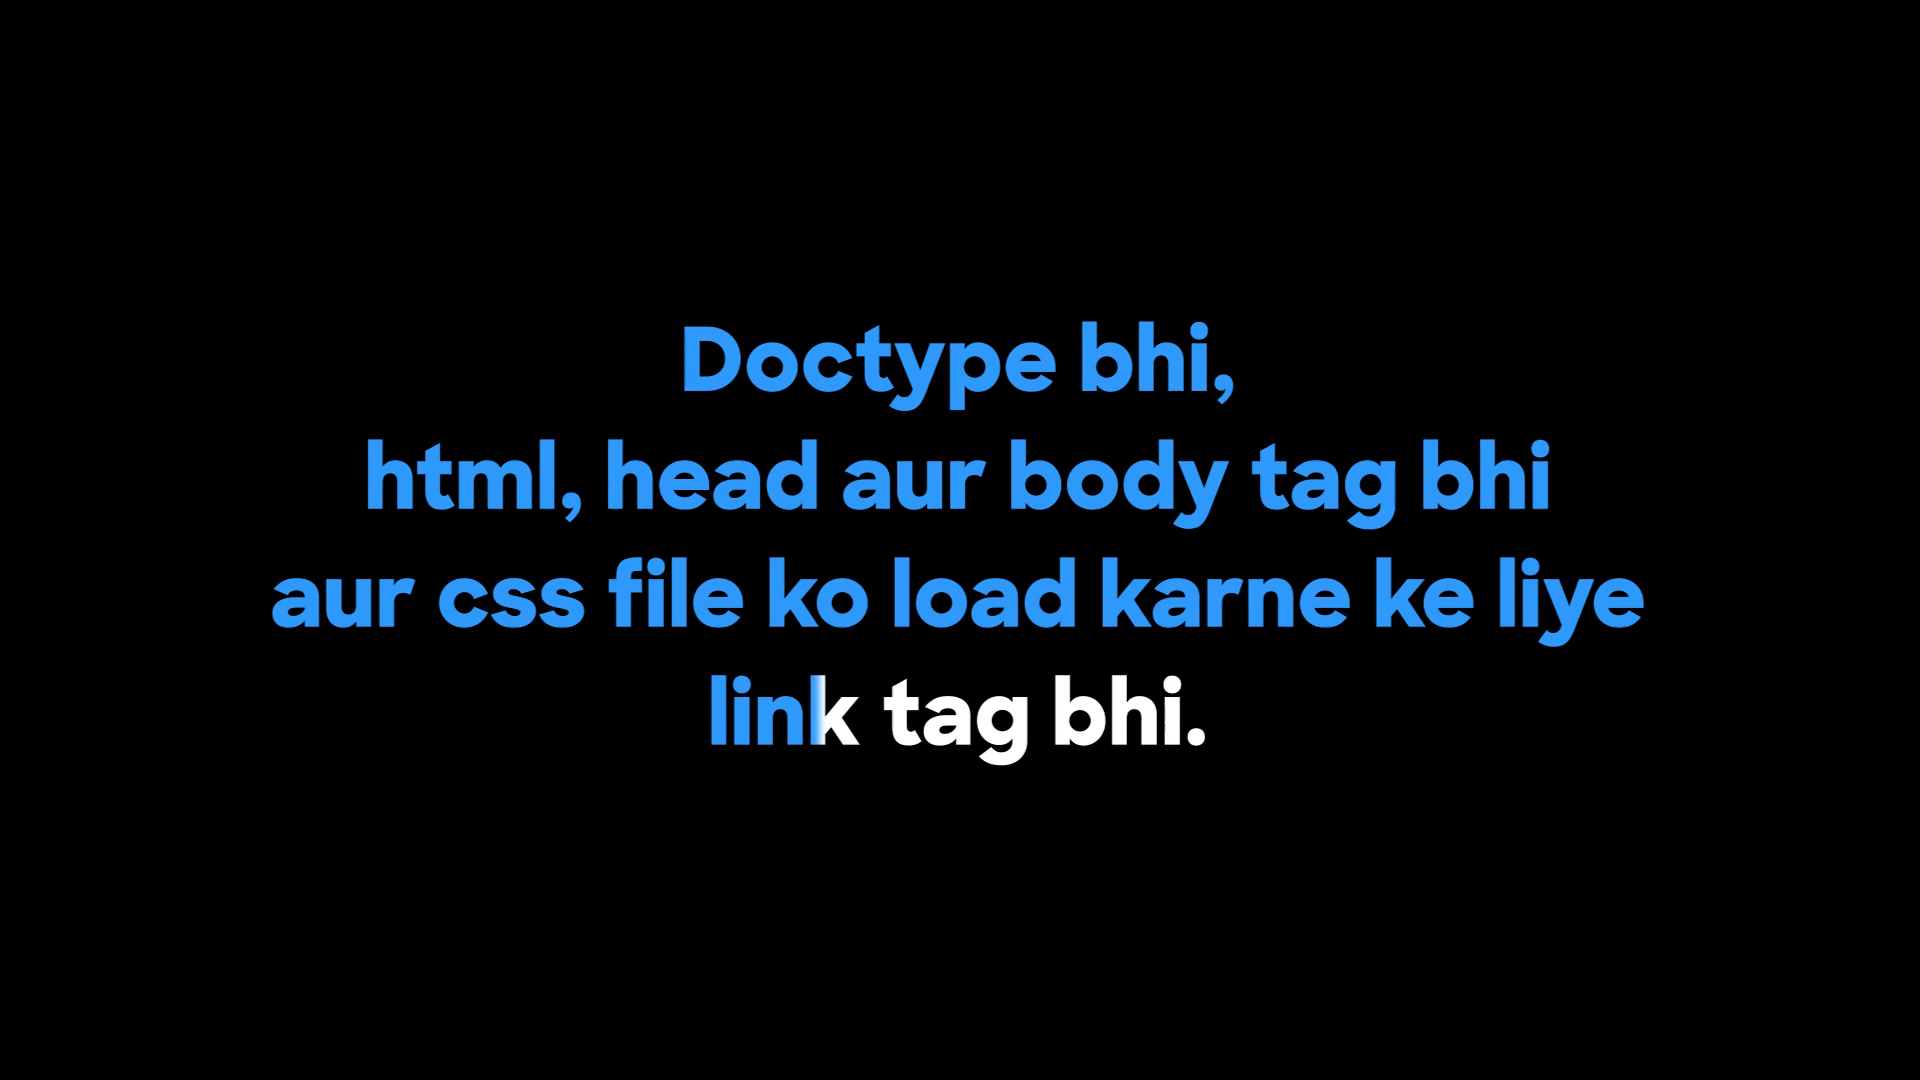 Doctype bhi,
html, head aur body tag bhi
aur css file ko load karne ke liye
link tag bhi.